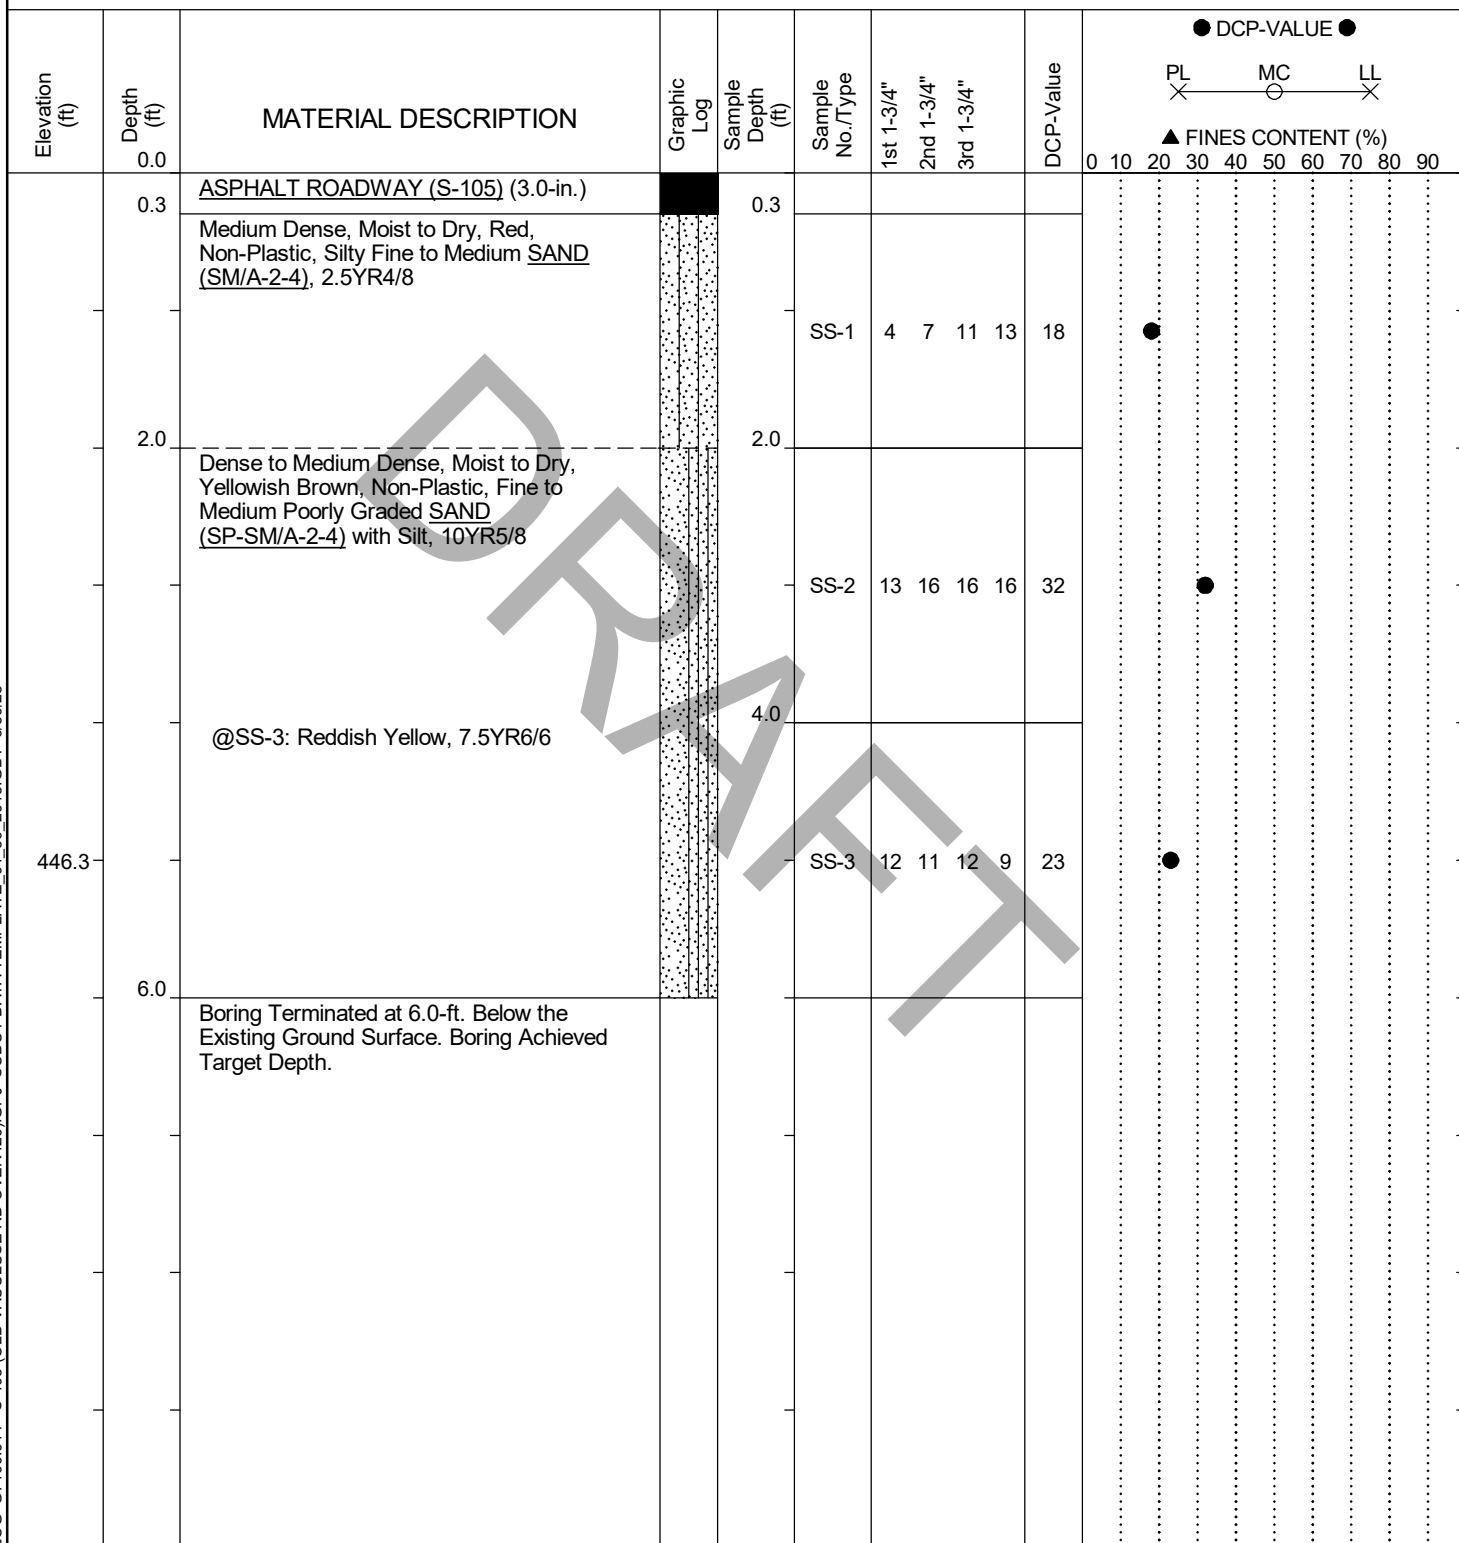 ● DCP-VALUE ●
PL MC LL
▲ FINES CONTENT (%)
0 10 20 30 40 50 60 70 80 90
Elevation (ft)
Depth (ft)
0.0
MATERIAL DESCRIPTION
Graphic Log
Sample Depth (ft)
Sample No./Type
1st 1-3/4"
2nd 1-3/4"
3rd 1-3/4"
DCP-Value
ASPHALT ROADWAY (S-105) (3.0-in.)
0.3 0.3
Medium Dense, Moist to Dry, Red,
Non-Plastic, Silty Fine to Medium SAND
(SM/A-2-4), 2.5YR4/8
SS-1 4 7 11 13 18
2.0 2.0
Dense to Medium Dense, Moist to Dry,
Yellowish Brown, Non-Plastic, Fine to
Medium Poorly Graded SAND
(SP-SM/A-2-4) with Silt, 10YR5/8
SS-2 13 16 16 16 32
4.0
@SS-3: Reddish Yellow, 7.5YR6/6
446.3 SS-3 12 11 12 9 23
6.0
Boring Terminated at 6.0-ft. Below the
Existing Ground Surface. Boring Achieved
Target Depth.
DRAFT